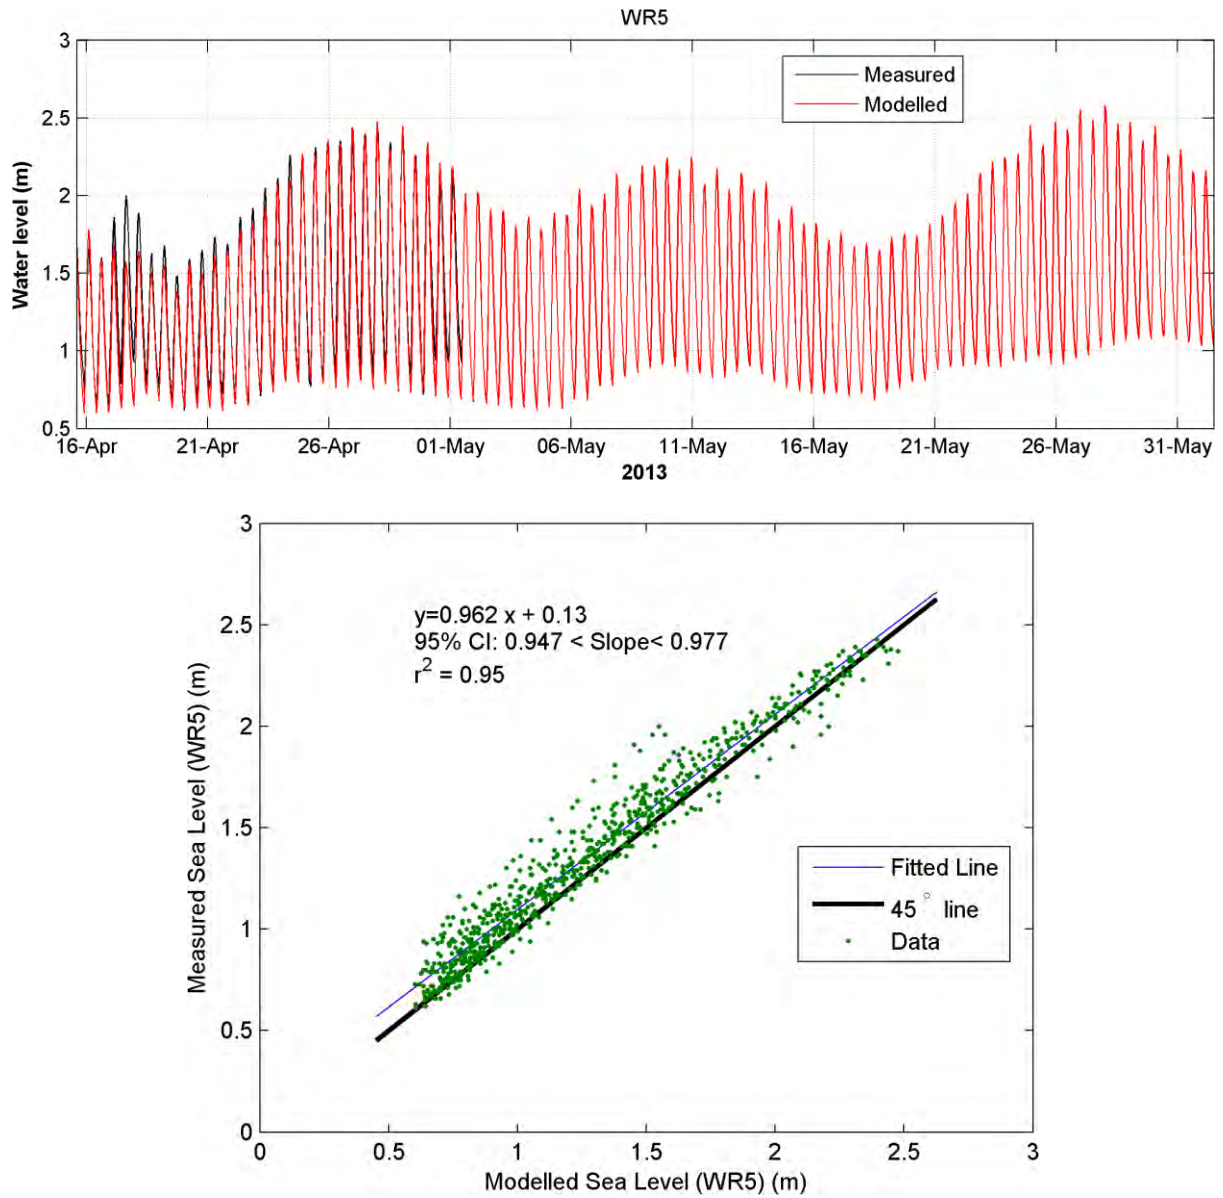 WR5
3
2.5
2
1.5
1
0.5
Water level (m)
Measured
Modelled
16-Apr 21-Apr 26-Apr 01-May 06-May 11-May 16-May 21-May 26-May 31-May
2013
3
2.5
2
1.5
1
0.5
0
Measured Sea Level (WR5) (m)
y=0.962 x + 0.13
95% CI: 0.947 < Slope< 0.977
r² = 0.95
Fitted Line
45° line
Data
0 0.5 1 1.5 2 2.5 3
Modelled Sea Level (WR5) (m)